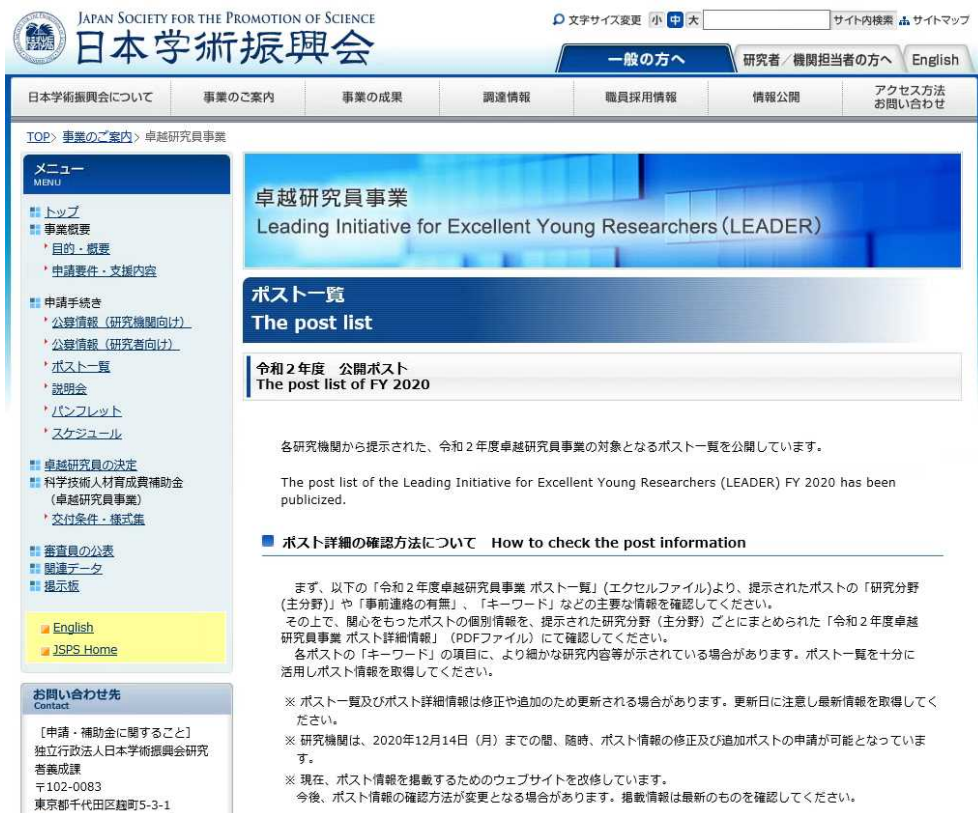 JAPAN SOCIETY FOR THE PROMOTION OF SCIENCE
日本学術振興会
文字サイズ変更 小 中 大 サイト内検索 サイトマップ
一般の方へ 研究者/機関担当者の方へ English
日本学術振興会について 事業のご案内 事業の成果 調達情報 職員採用情報 情報公開 アクセス方法
お問い合わせ
TOP> 事業のご案内> 卓越研究員事業
メニュー
MENU
トップ
事業概要
目的・概要
申請要件・支援内容
申請手続き
公募情報(研究機関向け)
公募情報(研究者向け)
ポスト一覧
説明会
パンフレット
スケジュール
卓越研究員の決定
科学技術人材育成費補助金
(卓越研究員事業)
交付条件・様式集
審査員の公表
関連データ
掲示板
English
JSPS Home
お問い合わせ先
Contact
[申請・補助金に関すること]
独立行政法人日本学術振興会研究
者養成課
〒102-0083
東京都千代田区麹町5-3-1
卓越研究員事業
Leading Initiative for Excellent Young Researchers(LEADER)
ポスト一覧
The post list
令和2年度 公開ポスト
The post list of FY 2020
各研究機関から提示された、令和2年度卓越研究員事業の対象となるポスト一覧を公開しています。
The post list of the Leading Initiative for Excellent Young Researchers (LEADER) FY 2020 has been
publicized.
ポスト詳細の確認方法について How to check the post information
まず、以下の「令和2年度卓越研究員事業 ポスト一覧」(エクセルファイル)より、提示されたポストの「研究分野
(主分野)」や「事前連絡の有無」、「キーワード」などの主要な情報を確認してください。
その上で、関心をもったポストの個別情報を、提示された研究分野(主分野)ごとにまとめられた「令和2年度卓越
研究員事業 ポスト詳細情報」(PDFファイル)にて確認してください。
各ポストの「キーワード」の項目に、より細かな研究内容等が示されている場合があります。ポスト一覧を十分に
活用しポスト情報を取得してください。
※ ポスト一覧及びポスト詳細情報は修正や追加のため更新される場合があります。更新日に注意し最新情報を取得してく
ださい。
※ 研究機関は、2020年12月14日(月)までの間、随時、ポスト情報の修正及び追加ポストの申請が可能となっていま
す。
※ 現在、ポスト情報を掲載するためのウェブサイトを改修しています。
今後、ポスト情報の確認方法が変更となる場合があります。掲載情報は最新のものを確認してください。